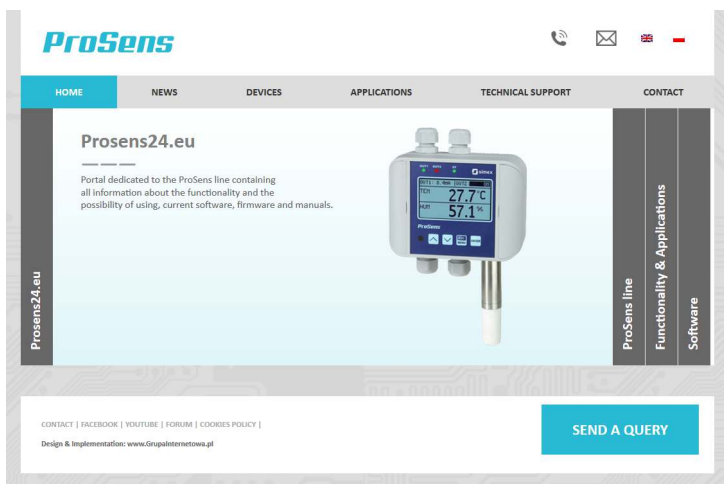 ProSens
HOME NEWS DEVICES APPLICATIONS TECHNICAL SUPPORT CONTACT
Prosens24.eu
Prosens24.eu
Portal dedicated to the ProSens line containing
all information about the functionality and the
possibility of using, current software, firmware and manuals.
simex
TEM 27.7°C
HUM 57.1%
ProSens
ProSens line
Functionality & Applications
Software
CONTACT | FACEBOOK | YOUTUBE | FORUM | COOKIES POLICY |
Design & Implementation: www.GrupaInternetowa.pl
SEND A QUERY